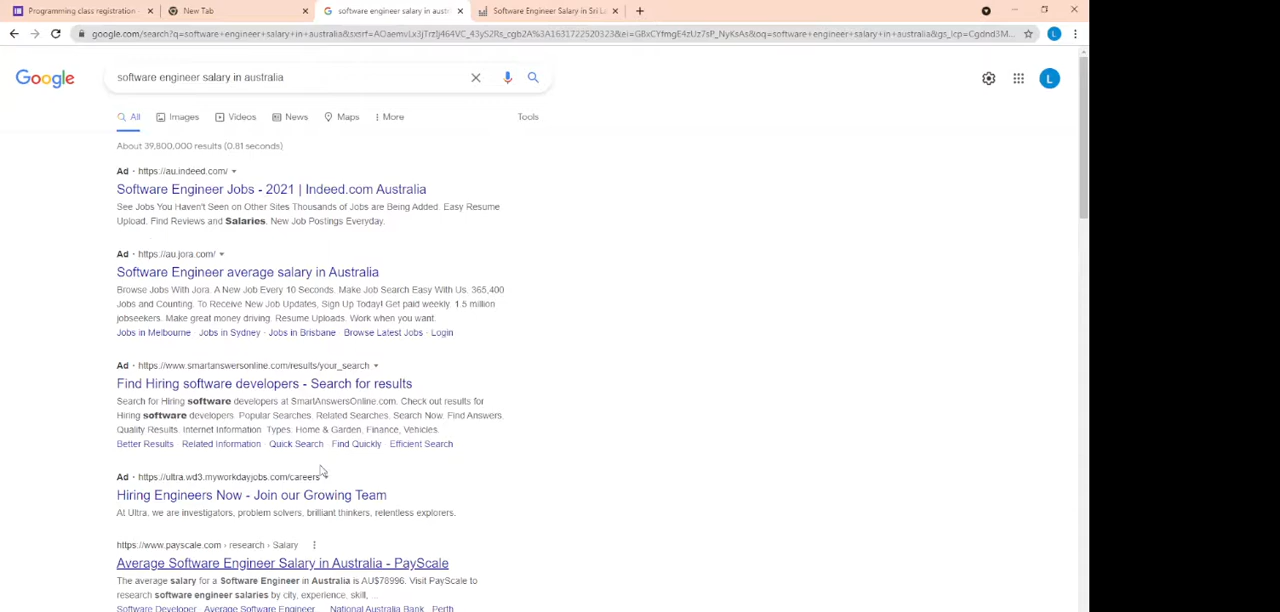 Programming class registration
New Tab
software engineer salary in aust
Software Engineer Salary in Sri L
google.com/search?q=software+engineer+salary+in+australia&sxsrf=
software engineer salary in australia
Google
L
All
Images
Videos
News
Maps
More
Tools
About 39,800,000 results (0.81 seconds)
Ad · https://au.indeed.com/
Software Engineer Jobs - 2021 | Indeed.com Australia
See Jobs You Haven't Seen on Other Sites Thousands of Jobs are Being Added. Easy Resume
Upload. Find Reviews and Salaries. New Job Postings Everyday.
Ad · https://au.jora.com/
Software Engineer average salary in Australia
Browse Jobs With Jora. A New Job Every 10 Seconds. Make Job Search Easy With Us. 365,400
Jobs and Counting. To Receive New Job Updates, Sign Up Today! Get paid weekly. 1.5 million
jobseekers. Make great money driving. Resume Uploads. Work when you want.
Jobs in Melbourne · Jobs in Sydney · Jobs in Brisbane · Browse Latest Jobs · Login
Ad · https://www.smartanswersonline.com/results/your_search
Find Hiring software developers - Search for results
Search for Hiring software developers at SmartAnswersOnline.com. Check out results for
Hiring software developers. Popular Searches. Related Searches. Search Now. Find Answers.
Quality Results. Internet Information. Types. Home & Garden, Finance, Vehicles.
Better Results · Related Information · Quick Search · Find Quickly · Efficient Search
Ad · https://ultra.wd3.myworkdayjobs.com/careers
Hiring Engineers Now - Join our Growing Team
At Ultra, we are investigators, problem solvers, brilliant thinkers, relentless explorers.
https://www.payscale.com › research › Salary
Average Software Engineer Salary in Australia - PayScale
The average salary for a Software Engineer in Australia is AU$78996. Visit PayScale to
research software engineer salaries by city, experience, skill, ...
Software Developer · Average Software Engineer... · National Australia Bank · Perth